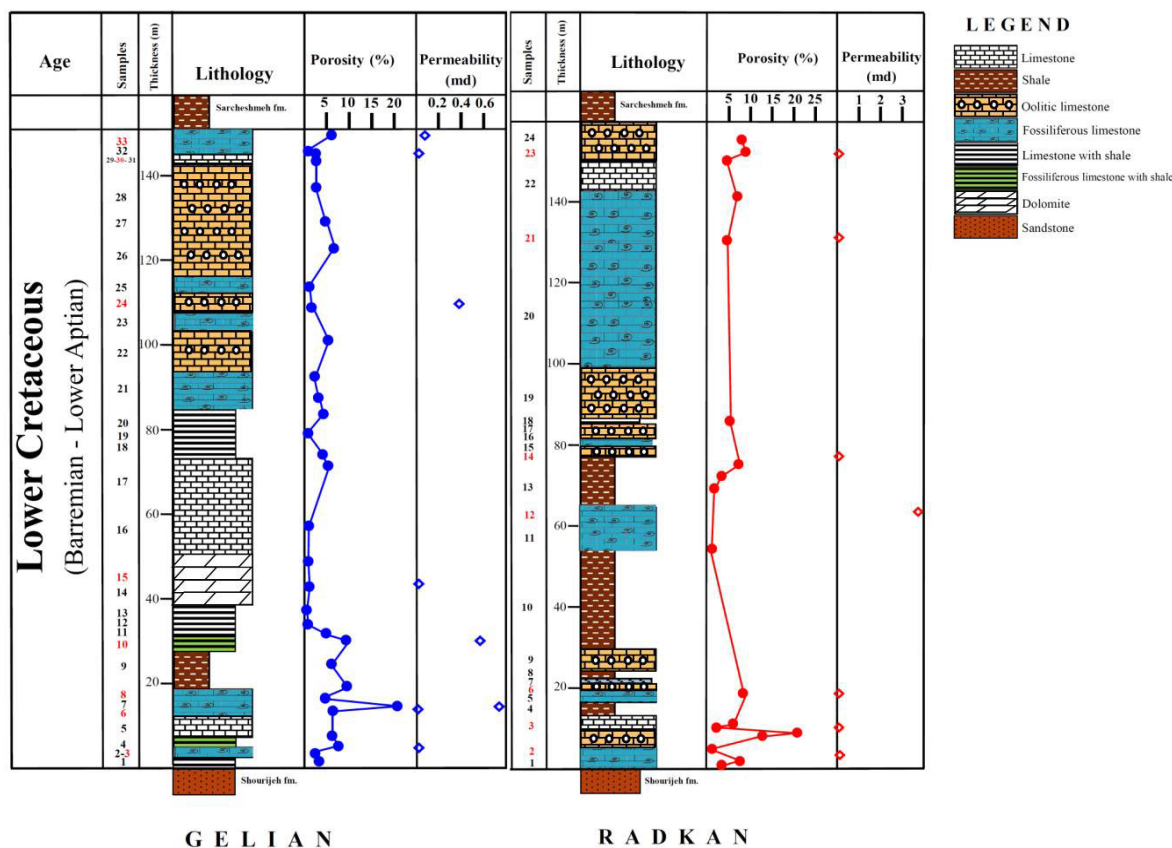 Age
Samples
Thickness (m)
Lithology
Porosity (%)
Permeability
(md)
5 10 15 20
0.2 0.4 0.6
Sarcheshmeh fm.
Lower Cretaceous
(Barremian - Lower Aptian)
33
32
29-30- 31
28
27
26
25
24
23
22
21
20
19
18
17
16
15
14
13
12
11
10
9
8
7
6
5
4
2-3
1
140
120
100
80
60
40
20
Shourijeh fm.
GELIAN
Samples
Thickness (m)
Lithology
Porosity (%)
Permeability
(md)
5 10 15 20 25
1 2 3
Sarcheshmeh fm.
24
23
22
21
20
19
18
17
16
15
14
13
12
11
10
9
8
7
6
5
4
3
2
1
140
120
100
80
60
40
20
Shourijeh fm.
RADKAN
LEGEND
Limestone
Shale
Oolitic limestone
Fossiliferous limestone
Limestone with shale
Fossiliferous limestone with shale
Dolomite
Sandstone